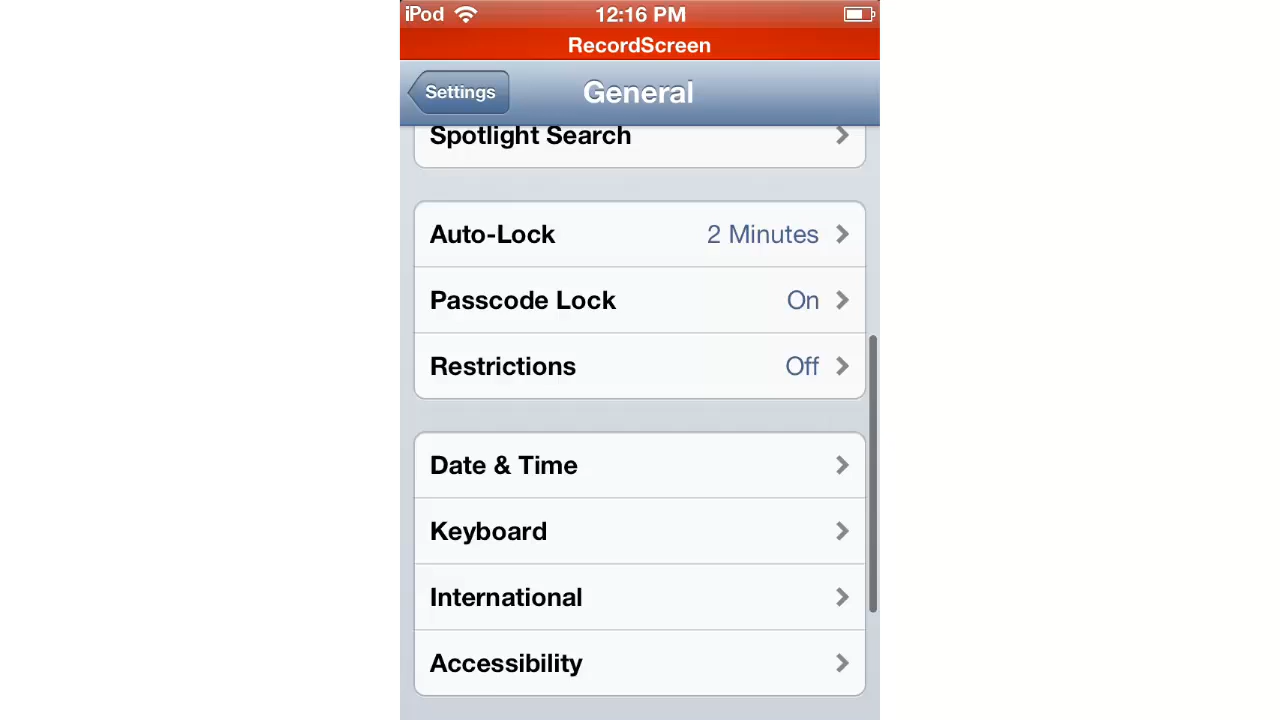 iPod 12:16 PM
RecordScreen
Settings General
Spotlight Search
Auto-Lock 2 Minutes
Passcode Lock On
Restrictions Off
Date & Time
Keyboard
International
Accessibility